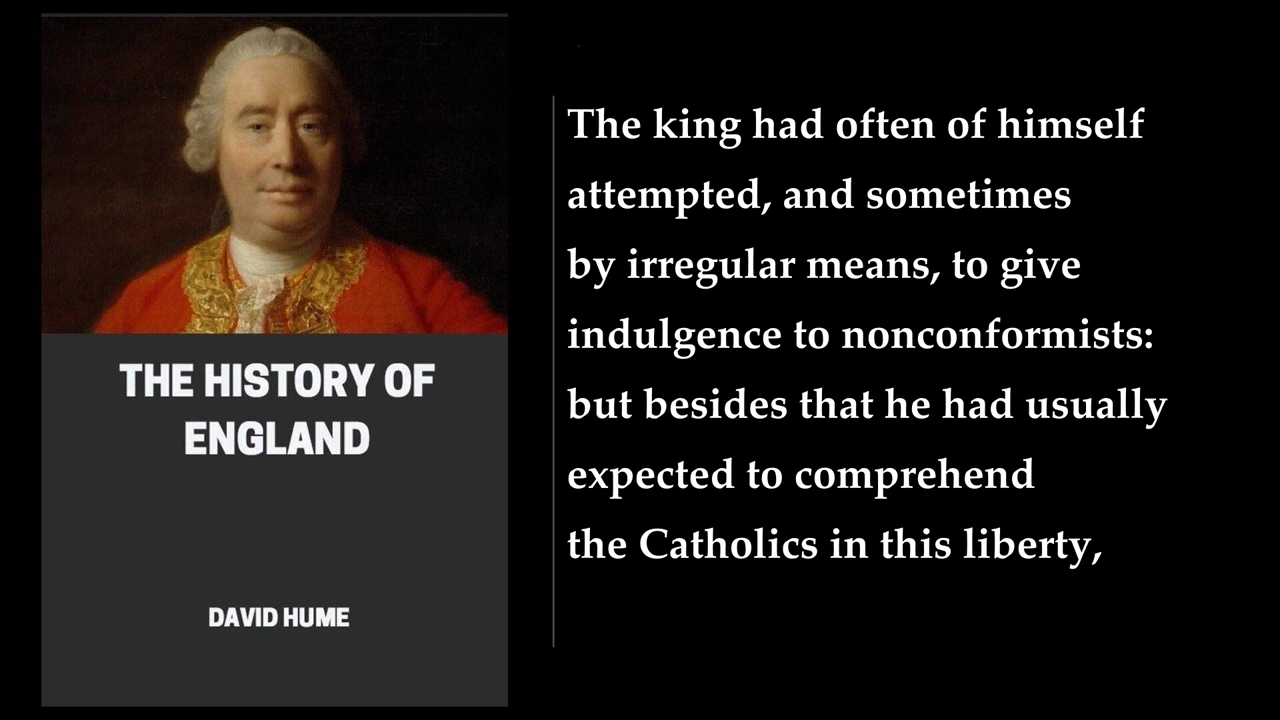 THE HISTORY OF
ENGLAND
DAVID HUME
The king had often of himself
attempted, and sometimes
by irregular means, to give
indulgence to nonconformists:
but besides that he had usually
expected to comprehend
the Catholics in this liberty,